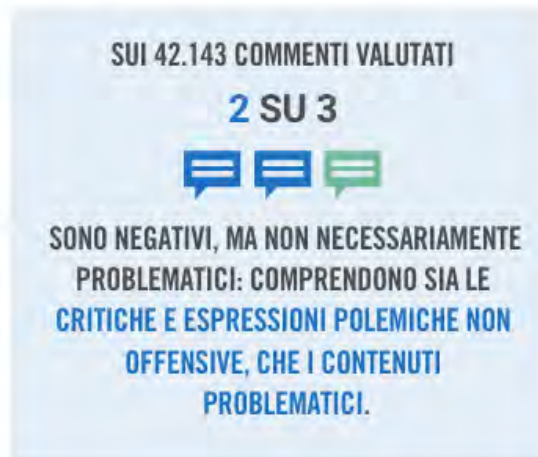 SUI 42.143 COMMENTI VALUTATI
2 SU 3
SONO NEGATIVI, MA NON NECESSARIAMENTE
PROBLEMATICI: COMPRENDONO SIA LE
CRITICHE E ESPRESSIONI POLEMICHE NON
OFFENSIVE, CHE I CONTENUTI
PROBLEMATICI.